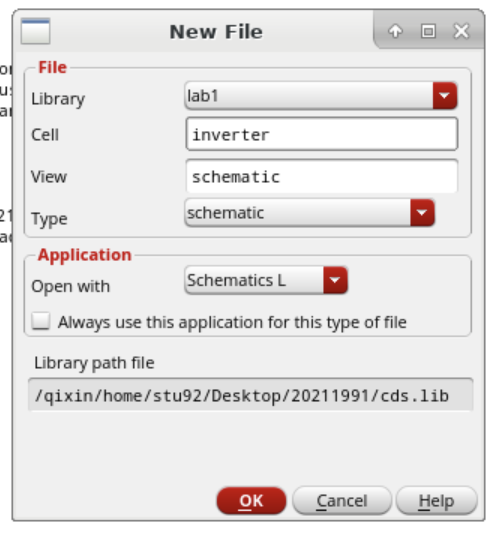 New File
File
Library lab1
Cell inverter
View schematic
Type schematic
Application
Open with Schematics L
Always use this application for this type of file
Library path file
/qixin/home/stu92/Desktop/20211991/cds.lib
OK Cancel Help